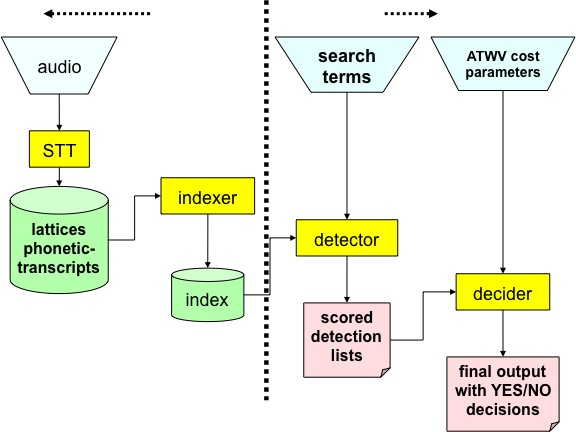 audio
STT
lattices
phonetic-
transcripts
indexer
index
search
terms
ATWV cost
parameters
detector
scored
detection
lists
decider
final output
with YES/NO
decisions